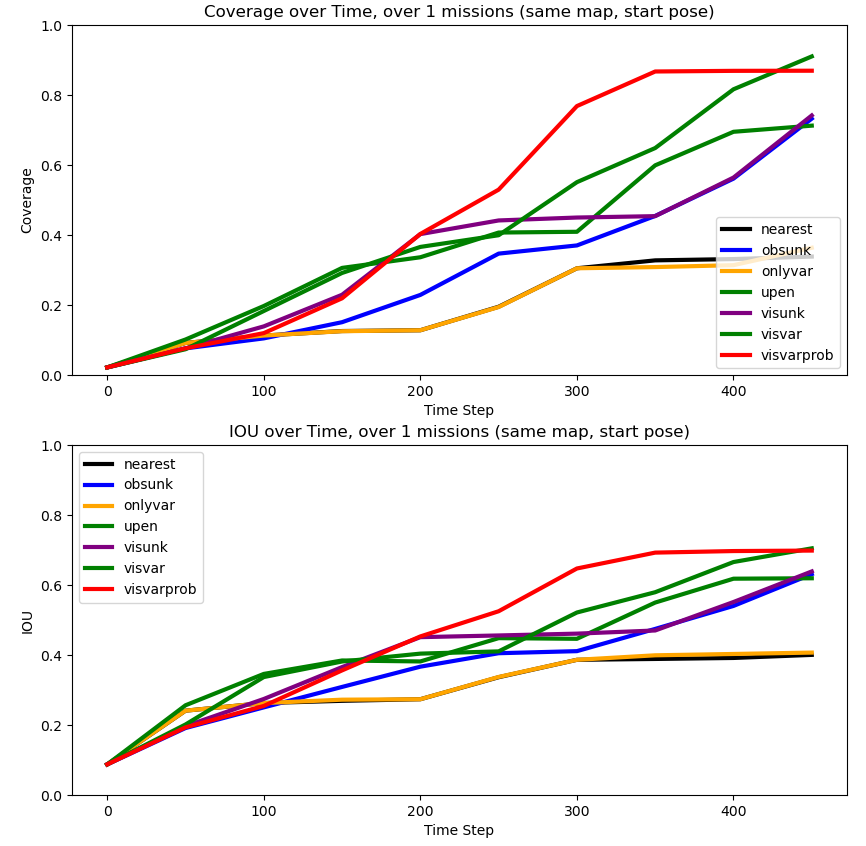 Coverage over Time, over 1 missions (same map, start pose)
1.0
0.8
0.6
0.4
0.2
0.0
Coverage
nearest
obsunk
onlyvar
upen
visunk
visvar
visvarprob
0 100 200 300 400
Time Step
IOU over Time, over 1 missions (same map, start pose)
1.0
0.8
0.6
0.4
0.2
0.0
IOU
nearest
obsunk
onlyvar
upen
visunk
visvar
visvarprob
0 100 200 300 400
Time Step